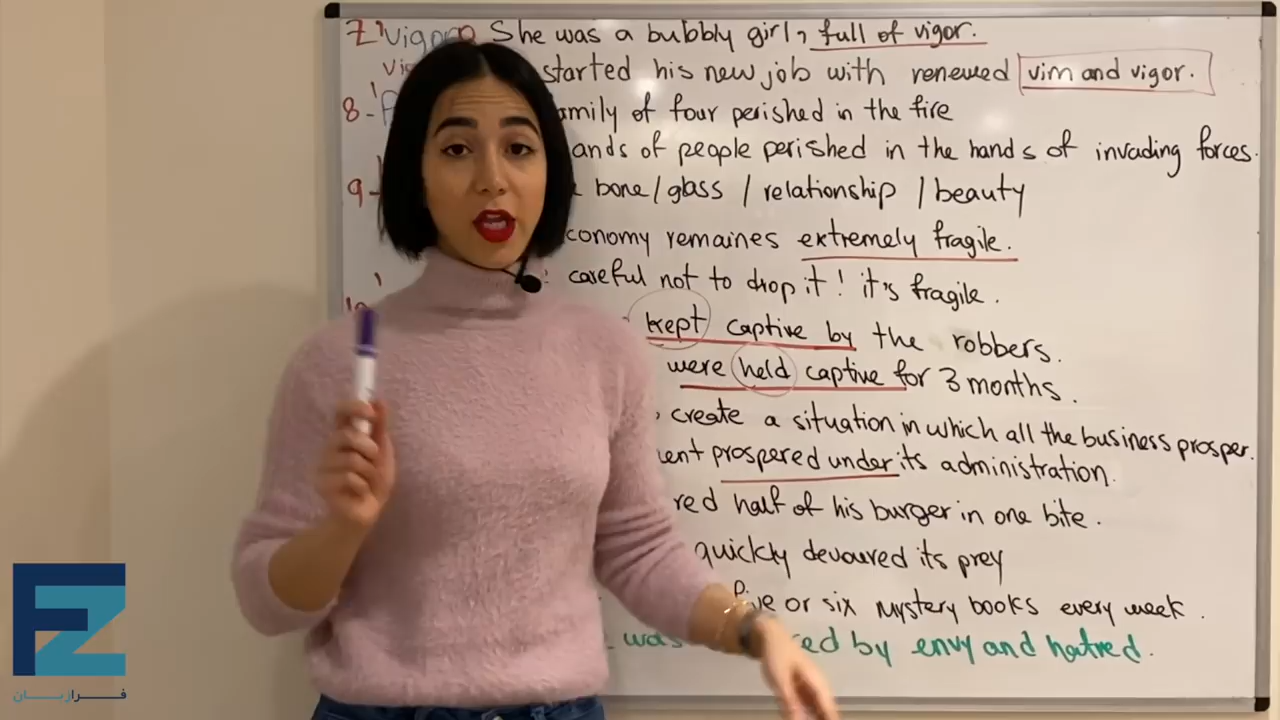 7 Vigor She was a bubbly girl, full of vigor.
started his new job with renewed vim and vigor.
8- family of four perished in the fire
ands of people perished in the hands of invading forces.
9- bone/glass / relationship / beauty
conomy remaines extremely fragile.
careful not to drop it! it's fragile.
10 kept captive by the robbers.
were held captive for 3 months.
create a situation in which all the business prosper.
prospered under its administration.
red half of his burger in one bite.
quickly devoured its prey
five or six mystery books every week.
was by envy and hatred.
FZ
فرازبان